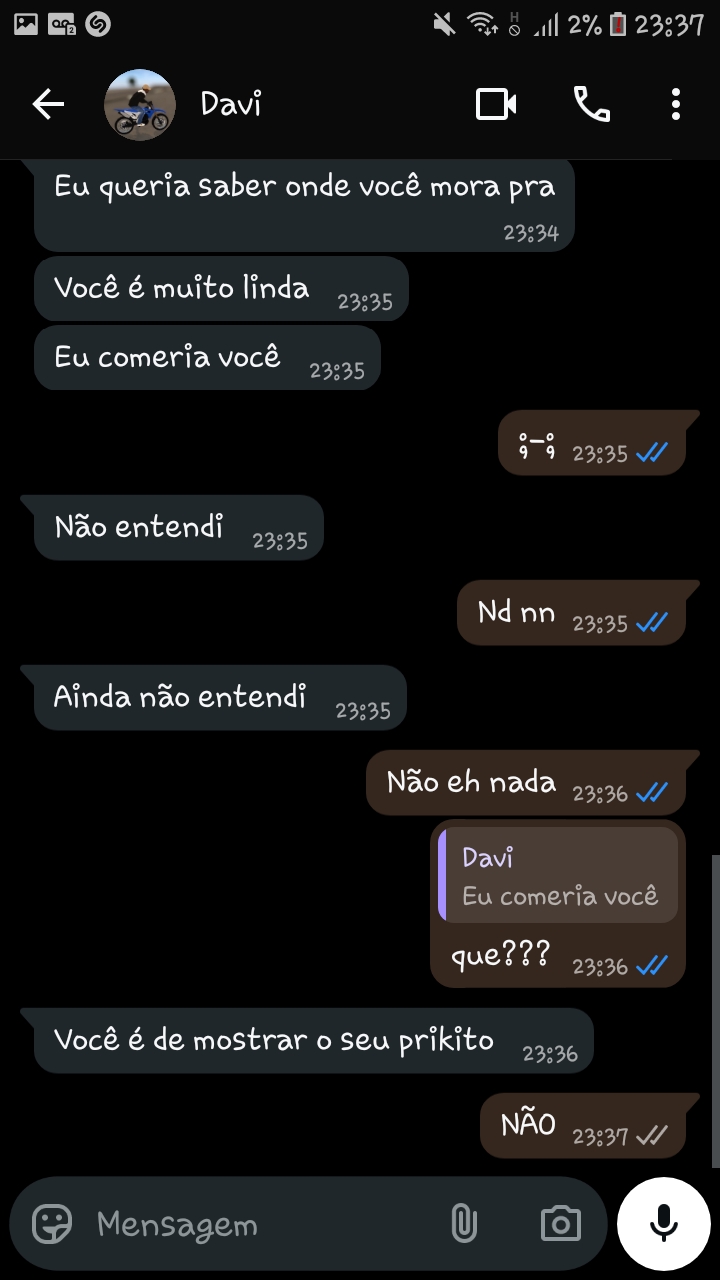 2% 23:37
Davi
Eu queria saber onde você mora pra
23:34
Você é muito linda 23:35
Eu comeria você 23:35
;-; 23:35
Não entendi 23:35
Nd nn 23:35
Ainda não entendi 23:35
Não eh nada 23:36
Davi
Eu comeria você
que??? 23:36
Você é de mostrar o seu prikito 23:36
NÃO 23:37
Mensagem